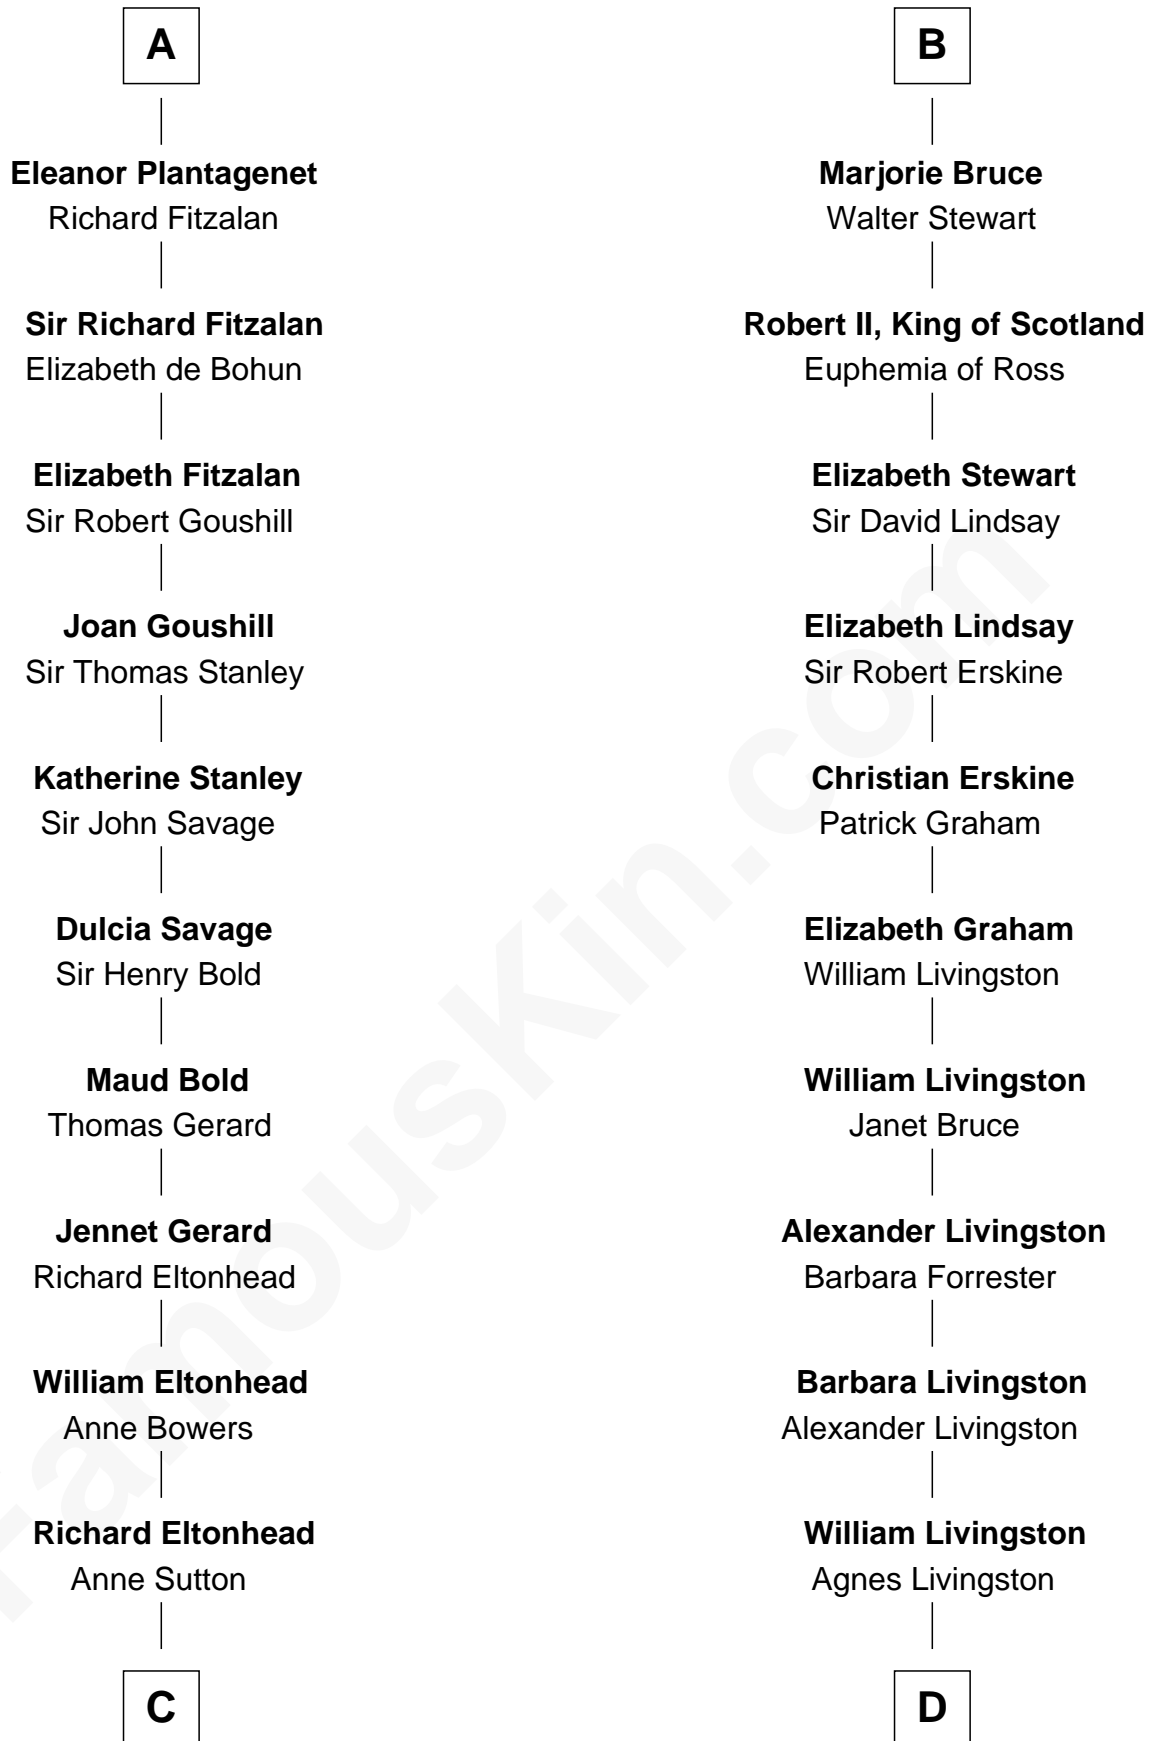 A
Eleanor Plantagenet
Richard Fitzalan
Sir Richard Fitzalan
Elizabeth de Bohun
Elizabeth Fitzalan
Sir Robert Goushill
Joan Goushill
Sir Thomas Stanley
Katherine Stanley
Sir John Savage
Dulcia Savage
Sir Henry Bold
Maud Bold
Thomas Gerard
Jennet Gerard
Richard Eltonhead
William Eltonhead
Anne Bowers
Richard Eltonhead
Anne Sutton
C
B
Marjorie Bruce
Walter Stewart
Robert II, King of Scotland
Euphemia of Ross
Elizabeth Stewart
Sir David Lindsay
Elizabeth Lindsay
Sir Robert Erskine
Christian Erskine
Patrick Graham
Elizabeth Graham
William Livingston
William Livingston
Janet Bruce
Alexander Livingston
Barbara Forrester
Barbara Livingston
Alexander Livingston
William Livingston
Agnes Livingston
D
FamousKin.com